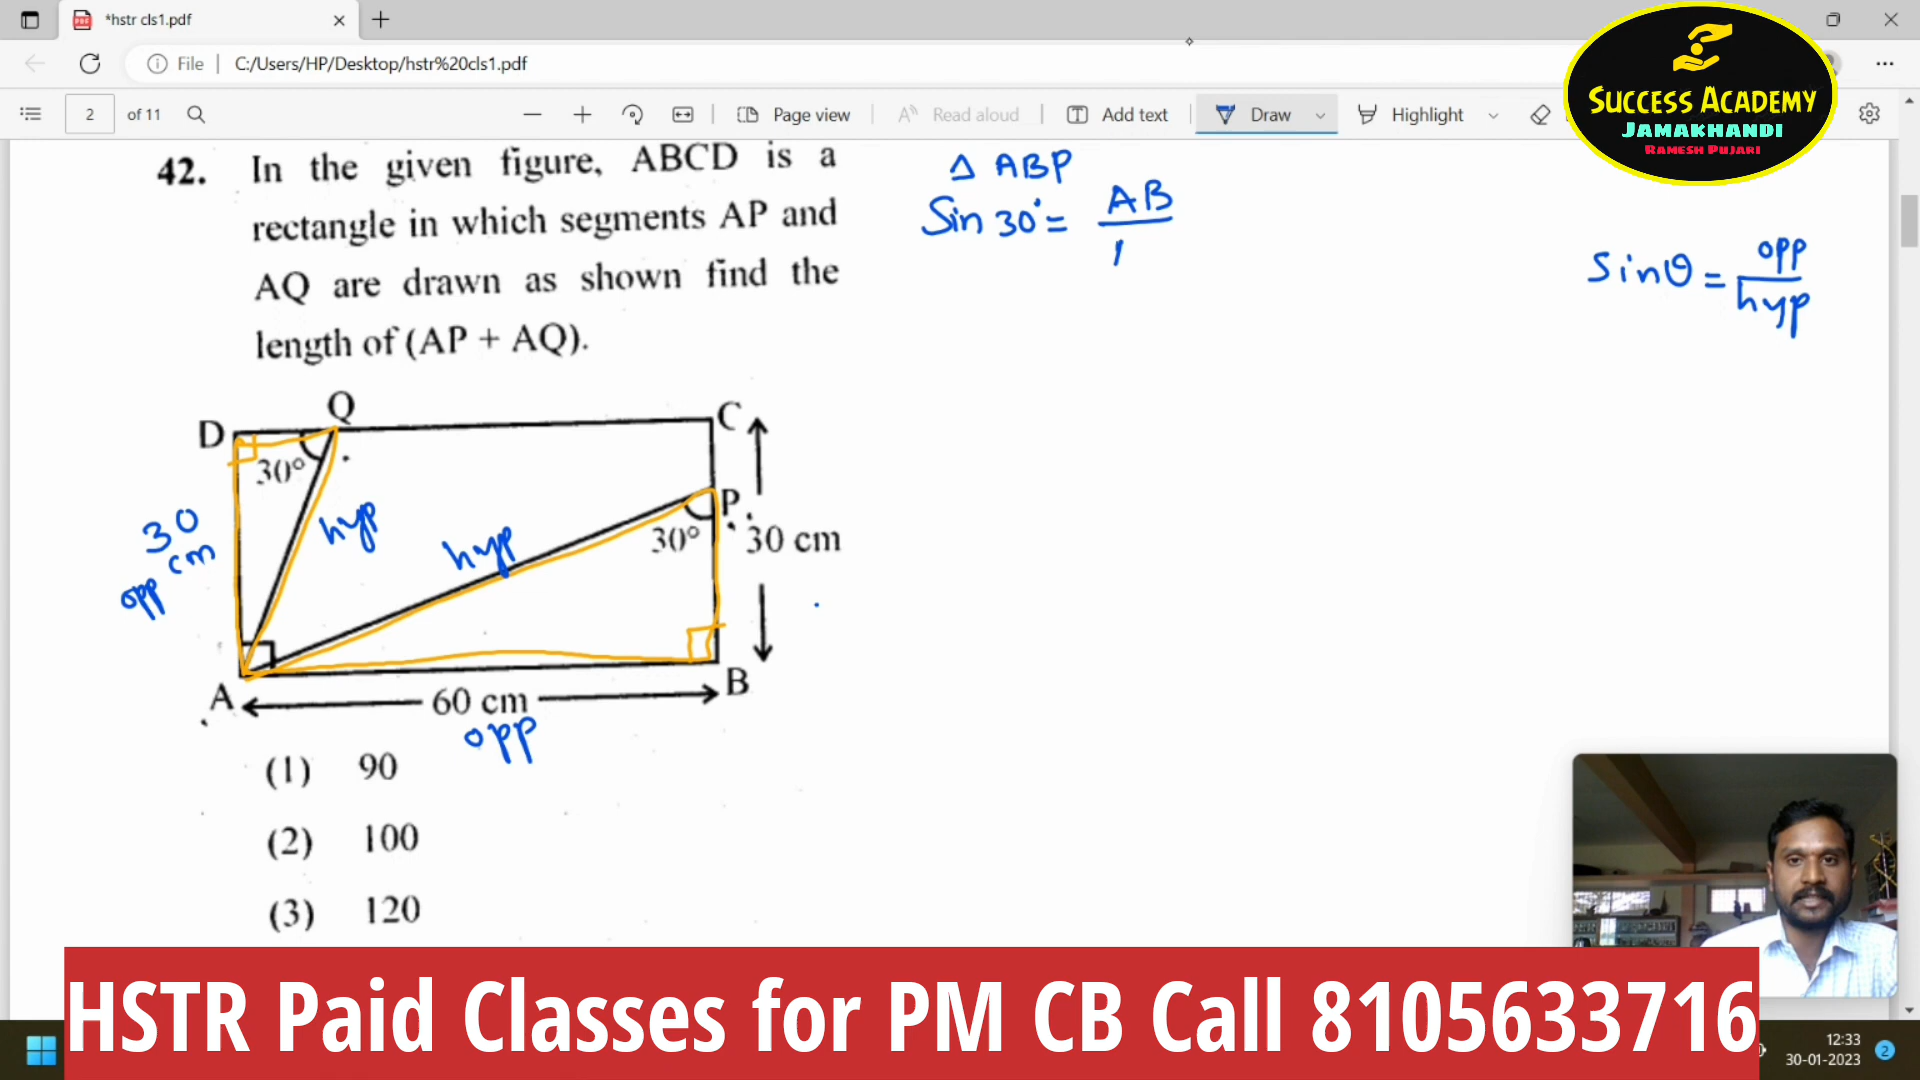 *hstr cls1.pdf
File
C:/Users/HP/Desktop/hstr%20cls1.pdf
2 of 11
Page view
Read aloud
Add text
Draw
Highlight
SUCCESS ACADEMY
JAMAKHANDI
RAMESH PUJARI
42. In the given figure, ABCD is a
rectangle in which segments AP and
AQ are drawn as shown find the
length of (AP + AQ).
Δ ABP
Sin 30° = AB
Sinθ = opp
hyp
D Q C
30°
P
30 cm
opp
hyp
hyp
30°
30 cm
A 60 cm B
opp
(1) 90
(2) 100
(3) 120
HSTR Paid Classes for PM CB Call 8105633716
12:33
30-01-2023
2